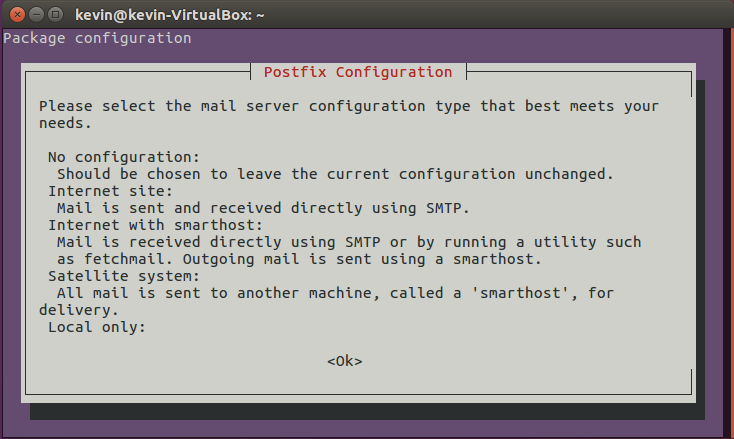 kevin@kevin-VirtualBox: ~
Package configuration
Postfix Configuration
Please select the mail server configuration type that best meets your
needs.
No configuration:
Should be chosen to leave the current configuration unchanged.
Internet site:
Mail is sent and received directly using SMTP.
Internet with smarthost:
Mail is received directly using SMTP or by running a utility such
as fetchmail. Outgoing mail is sent using a smarthost.
Satellite system:
All mail is sent to another machine, called a 'smarthost', for
delivery.
Local only:
<Ok>